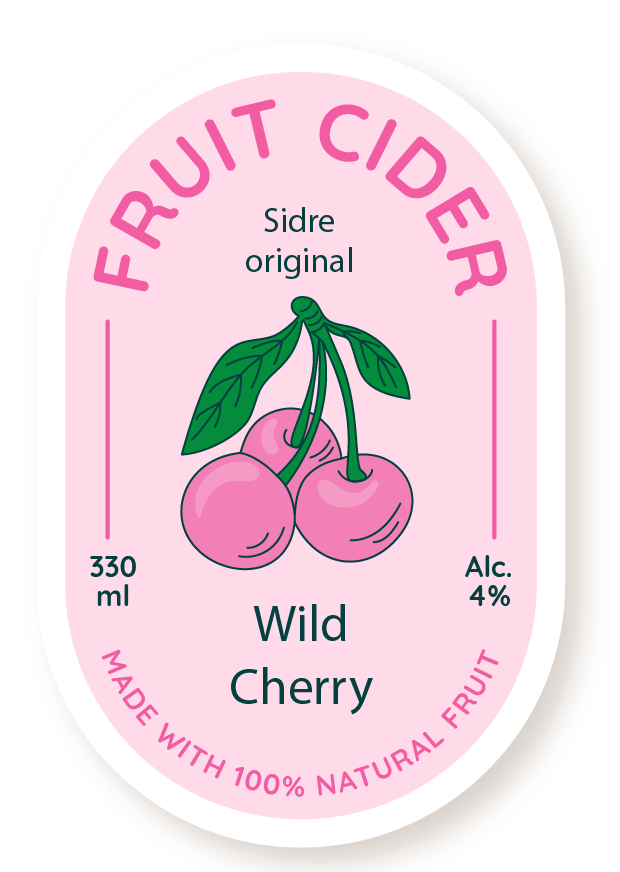 FRUIT CIDER
Sidre
original
330
ml
Alc.
4%
Wild
Cherry
MADE WITH 100% NATURAL FRUIT